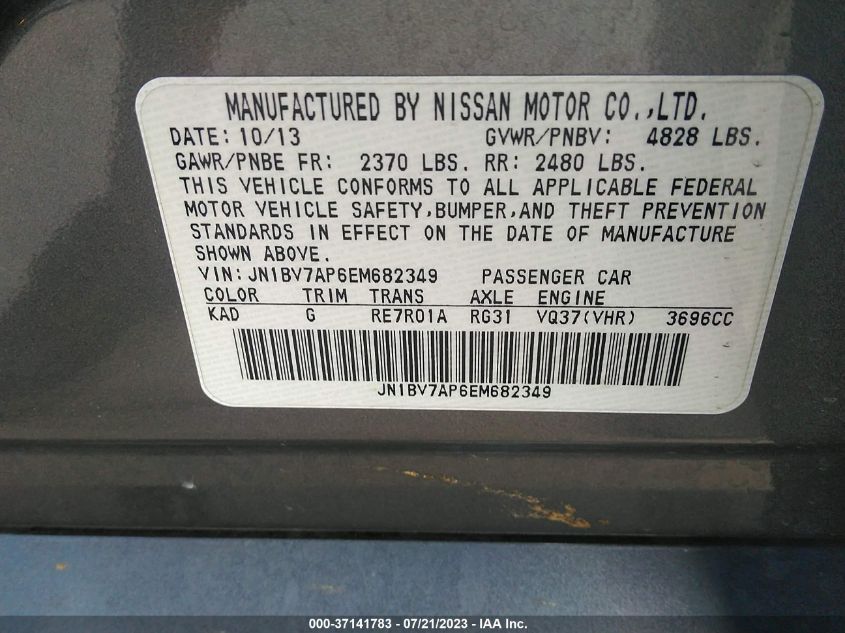 MANUFACTURED BY NISSAN MOTOR CO.,LTD.
DATE: 10/13 GVWR/PNBV: 4828 LBS.
GAWR/PNBE FR: 2370 LBS. RR: 2480 LBS.
THIS VEHICLE CONFORMS TO ALL APPLICABLE FEDERAL
MOTOR VEHICLE SAFETY,BUMPER,AND THEFT PREVENTION
STANDARDS IN EFFECT ON THE DATE OF MANUFACTURE
SHOWN ABOVE.
VIN: JN1BV7AP6EM682349 PASSENGER CAR
COLOR TRIM TRANS AXLE ENGINE
KAD G RE7R01A RG31 VQ37(VHR) 3696CC
JN1BV7AP6EM682349
000-37141783 - 07/21/2023 - IAA Inc.